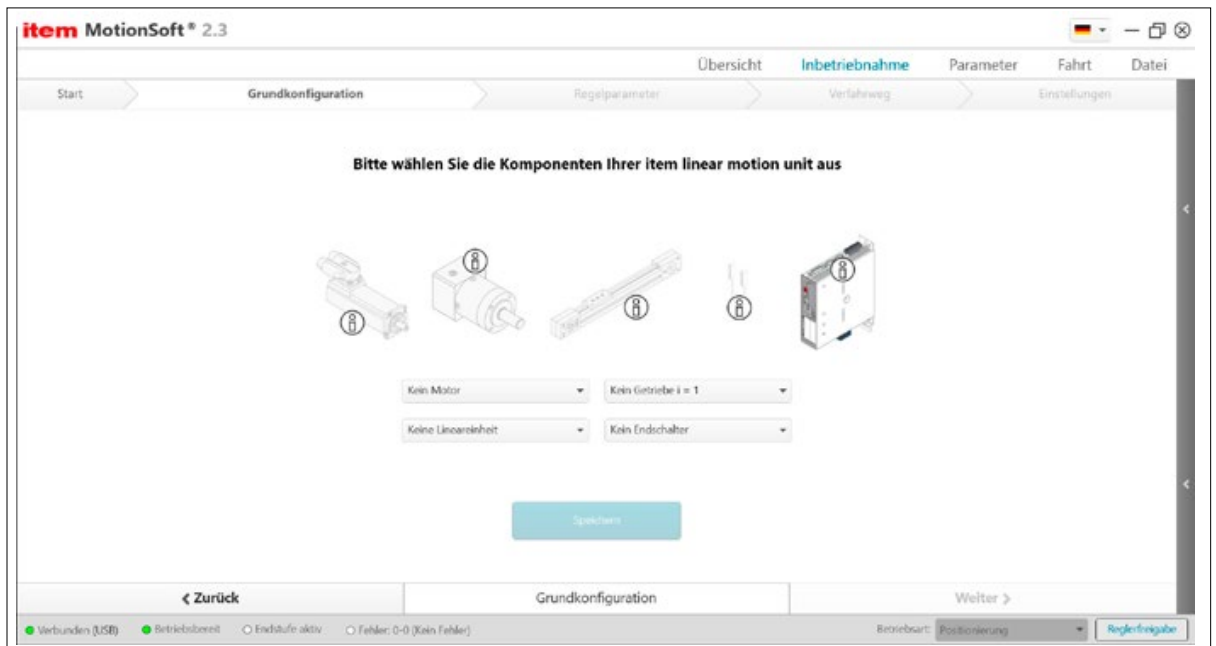 item MotionSoft® 2.3
Übersicht Inbetriebnahme Parameter Fahrt Datei
Start Grundkonfiguration Regelparameter Verfahrweg Einstellungen
Bitte wählen Sie die Komponenten Ihrer item linear motion unit aus
Kein Motor Kein Getriebe i = 1
Keine Lineareinheit Kein Endschalter
Speichern
< Zurück Grundkonfiguration Weiter >
Verbunden (USB) Betriebsbereit Endstufe aktiv Fehler: 0-0 (Kein Fehler) Betriebsart: Positionierung Reglerfreigabe